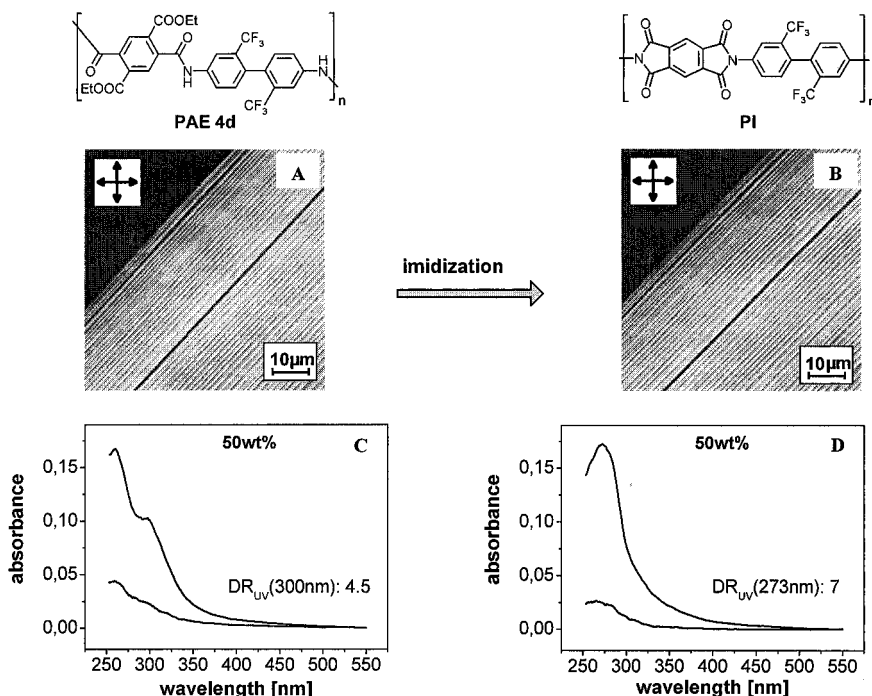 COOEt
CF₃
O
O
N
H
N
H
EtOOC
CF₃
n
PAE 4d
O
O
CF₃
N
N
O
O
F₃C
n
PI
A
10µm
imidization
B
10µm
50wt%
C
0,15
0,10
0,05
0,00
absorbance
DR_UV(300nm): 4.5
250 300 350 400 450 500 550
wavelength [nm]
50wt%
D
0,15
0,10
0,05
0,00
absorbance
DR_UV(273nm): 7
250 300 350 400 450 500 550
wavelength [nm]